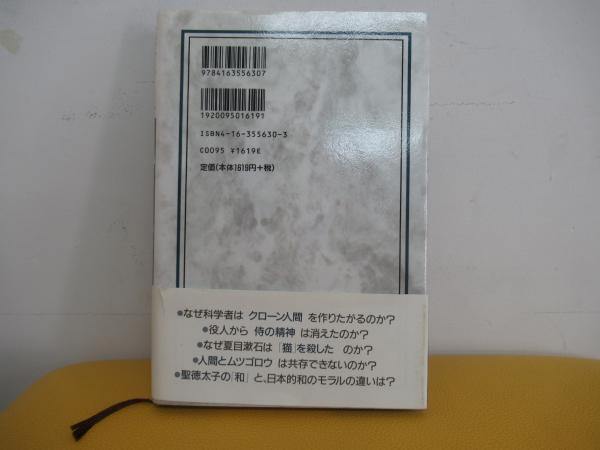 9784163556307
1920095016191
ISBN4-16-355630-3
C0095 ¥1619E
定価(本体1619円+税)
●なぜ科学者は クローン人間 を作りたがるのか?
●役人から 侍の精神 は消えたのか?
●なぜ夏目漱石は「猫」を殺した のか?
●人間とムツゴロウ は共存できないのか?
●聖徳太子の「和」 と、日本的和のモラルの違いは?